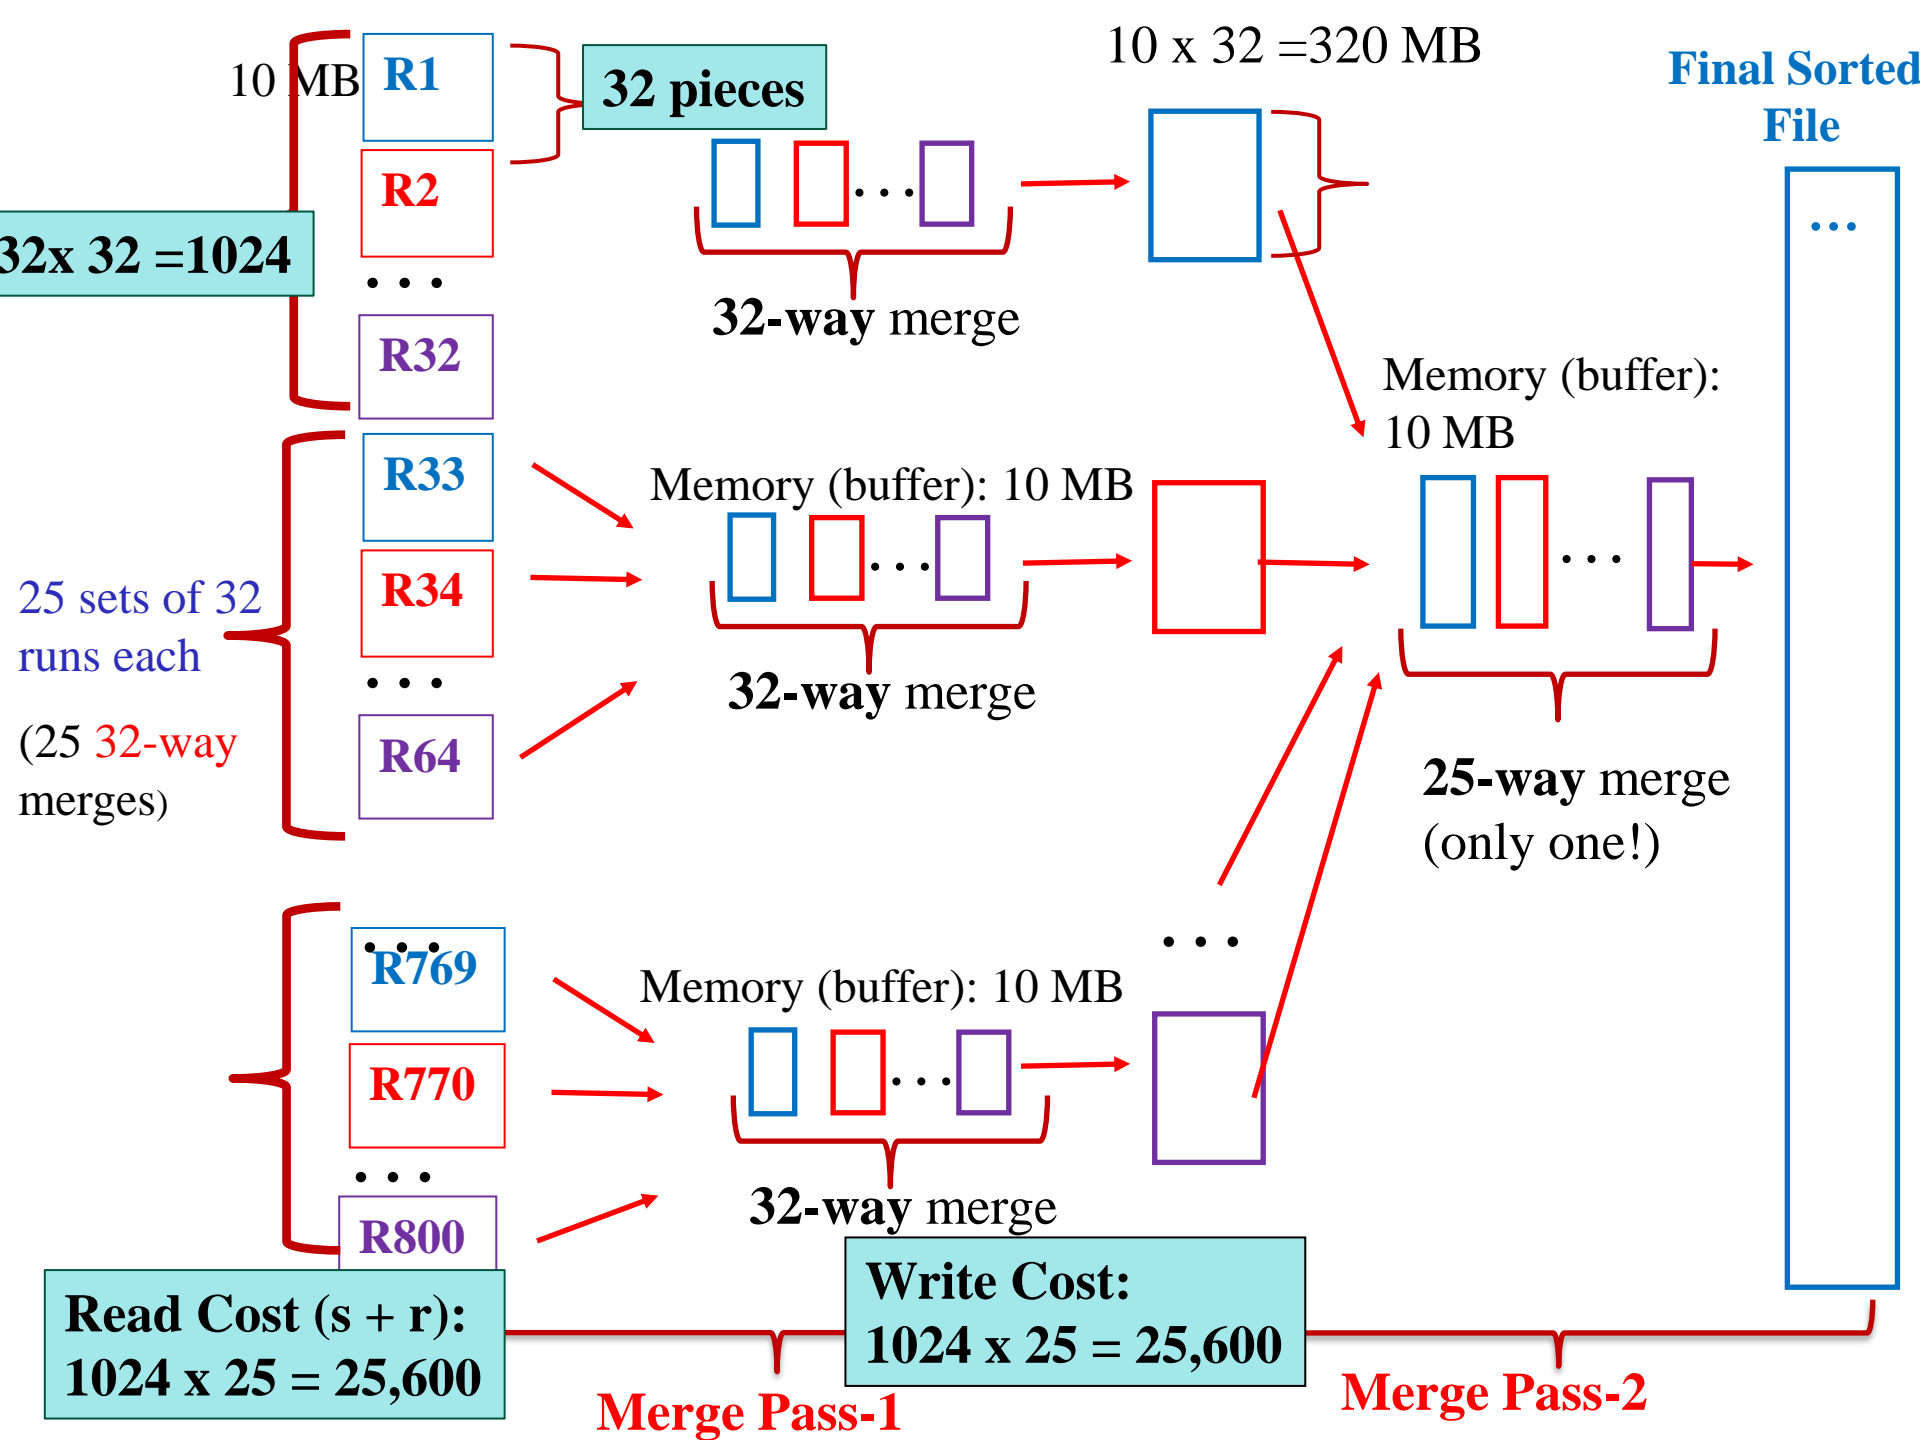 10 MB
R1
32 pieces
10 x 32 =320 MB
Final Sorted
File
R2
...
32x 32 =1024
...
...
R32
32-way merge
Memory (buffer):
10 MB
R33
Memory (buffer): 10 MB
R34
...
...
25 sets of 32
runs each
...
32-way merge
(25 32-way
merges)
R64
25-way merge
(only one!)
...
R769
...
Memory (buffer): 10 MB
R770
...
...
R800
32-way merge
Read Cost (s + r):
1024 x 25 = 25,600
Write Cost:
1024 x 25 = 25,600
Merge Pass-1
Merge Pass-2